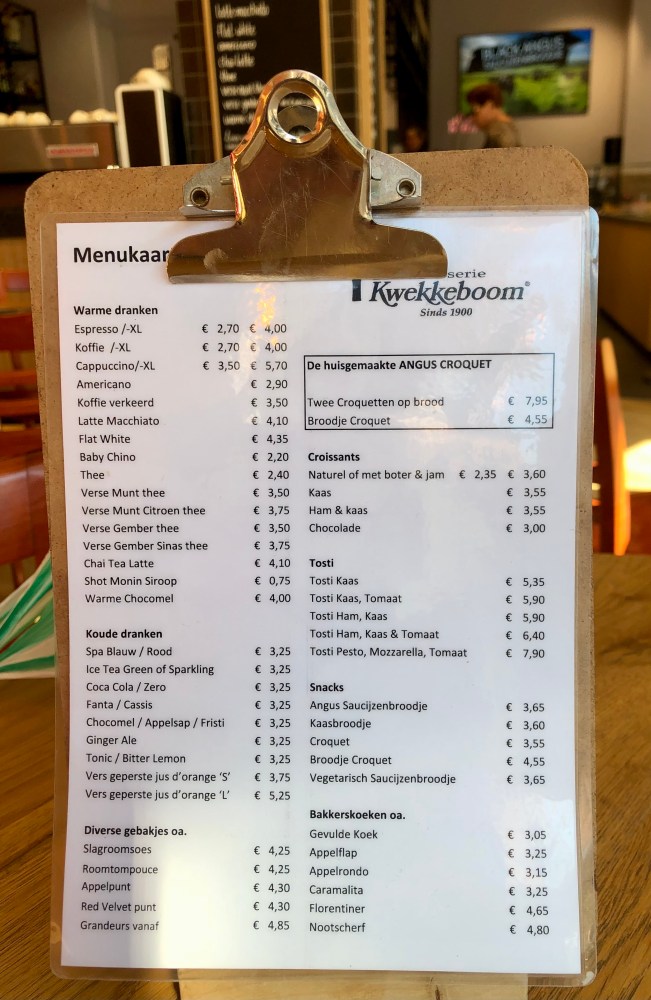 latte macchiato
flat white
americano
chai latte
thee
BLACK ANGUS
Menukaar
serie
Kwekkeboom®
Sinds 1900
Warme dranken
Espresso /-XL € 2,70 € 4,00
Koffie /-XL € 2,70 € 4,00
Cappuccino/-XL € 3,50 € 5,70
Americano € 2,90
Koffie verkeerd € 3,50
Latte Macchiato € 4,10
Flat White € 4,35
Baby Chino € 2,20
Thee € 2,40
Verse Munt thee € 3,50
Verse Munt Citroen thee € 3,75
Verse Gember thee € 3,50
Verse Gember Sinas thee € 3,75
Chai Tea Latte € 4,10
Shot Monin Siroop € 0,75
Warme Chocomel € 4,00
Koude dranken
Spa Blauw / Rood € 3,25
Ice Tea Green of Sparkling € 3,25
Coca Cola / Zero € 3,25
Fanta / Cassis € 3,25
Chocomel / Appelsap / Fristi € 3,25
Ginger Ale € 3,25
Tonic / Bitter Lemon € 3,25
Vers geperste jus d'orange 'S' € 3,75
Vers geperste jus d'orange 'L' € 5,25
Diverse gebakjes oa.
Slagroomsoes € 4,25
Roomtompouce € 4,25
Appelpunt € 4,30
Red Velvet punt € 4,30
Grandeurs vanaf € 4,85
De huisgemaakte ANGUS CROQUET
Twee Croquetten op brood € 7,95
Broodje Croquet € 4,55
Croissants
Naturel of met boter & jam € 2,35 € 3,60
Kaas € 3,55
Ham & kaas € 3,55
Chocolade € 3,00
Tosti
Tosti Kaas € 5,35
Tosti Kaas, Tomaat € 5,90
Tosti Ham, Kaas € 5,90
Tosti Ham, Kaas & Tomaat € 6,40
Tosti Pesto, Mozzarella, Tomaat € 7,90
Snacks
Angus Saucijzenbroodje € 3,65
Kaasbroodje € 3,60
Croquet € 3,55
Broodje Croquet € 4,55
Vegetarisch Saucijzenbroodje € 3,65
Bakkerskoeken oa.
Gevulde Koek € 3,05
Appelflap € 3,25
Appelrondo € 3,15
Caramalita € 3,25
Florentiner € 4,65
Nootscherf € 4,80